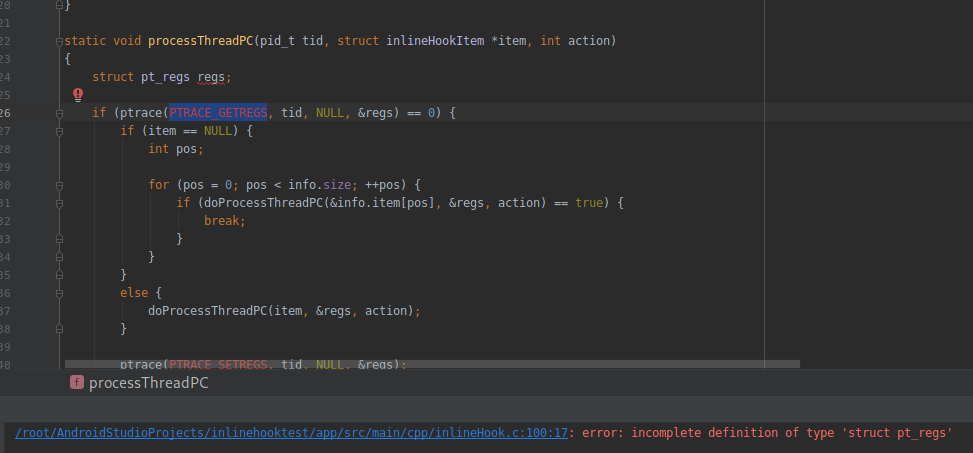 20 }
21
22 static void processThreadPC(pid_t tid, struct inlineHookItem *item, int action)
23 {
24 struct pt_regs regs;
25
26 if (ptrace(PTRACE_GETREGS, tid, NULL, &regs) == 0) {
27 if (item == NULL) {
28 int pos;
29
30 for (pos = 0; pos < info.size; ++pos) {
31 if (doProcessThreadPC(&info.item[pos], &regs, action) == true) {
32 break;
33 }
34 }
35 }
36 else {
37 doProcessThreadPC(item, &regs, action);
38 }
39
40 ptrace(PTRACE_SETREGS, tid, NULL, &regs);
f processThreadPC
/root/AndroidStudioProjects/inlinehooktest/app/src/main/cpp/inlineHook.c:100:17: error: incomplete definition of type 'struct pt_regs'